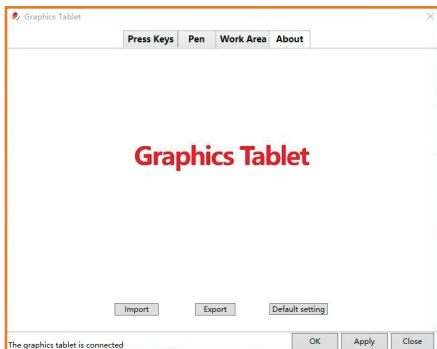 Graphics Tablet
Press Keys Pen Work Area About
Graphics Tablet
Import Export Default setting
The graphics tablet is connected OK Apply Close